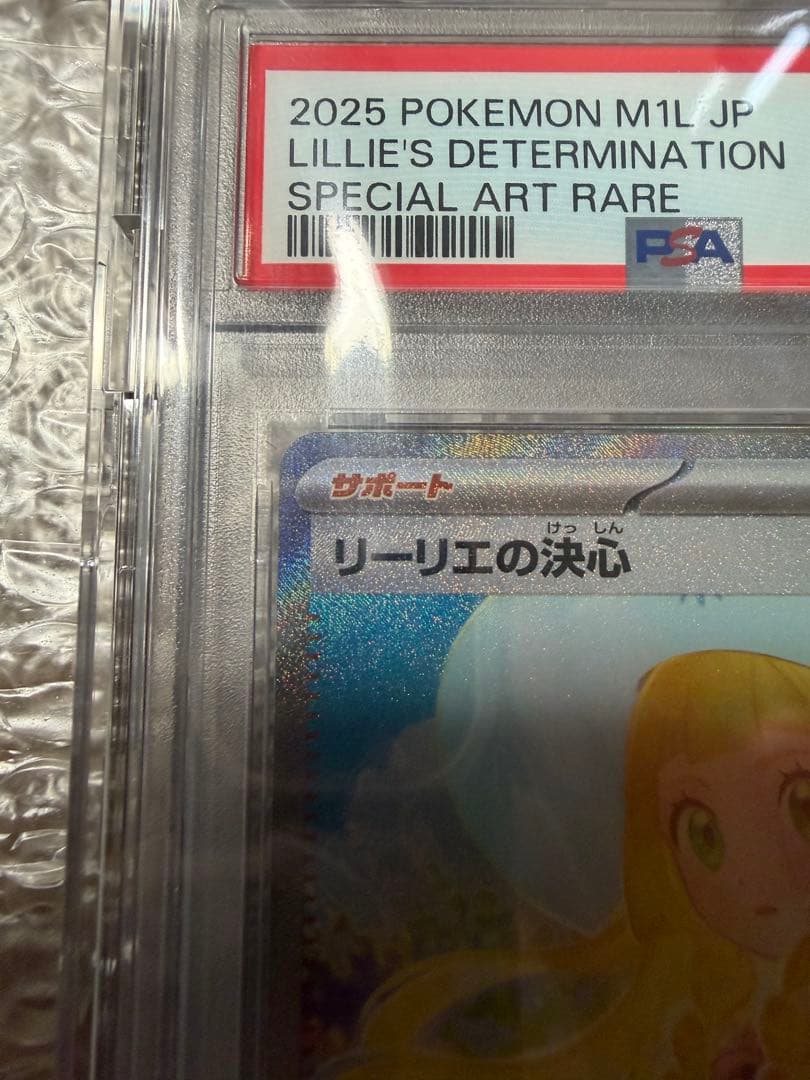 2025 POKEMON M1L JP
LILLIE'S DETERMINATION
SPECIAL ART RARE
PSA
サポート
けっ しん
リーリエの決心